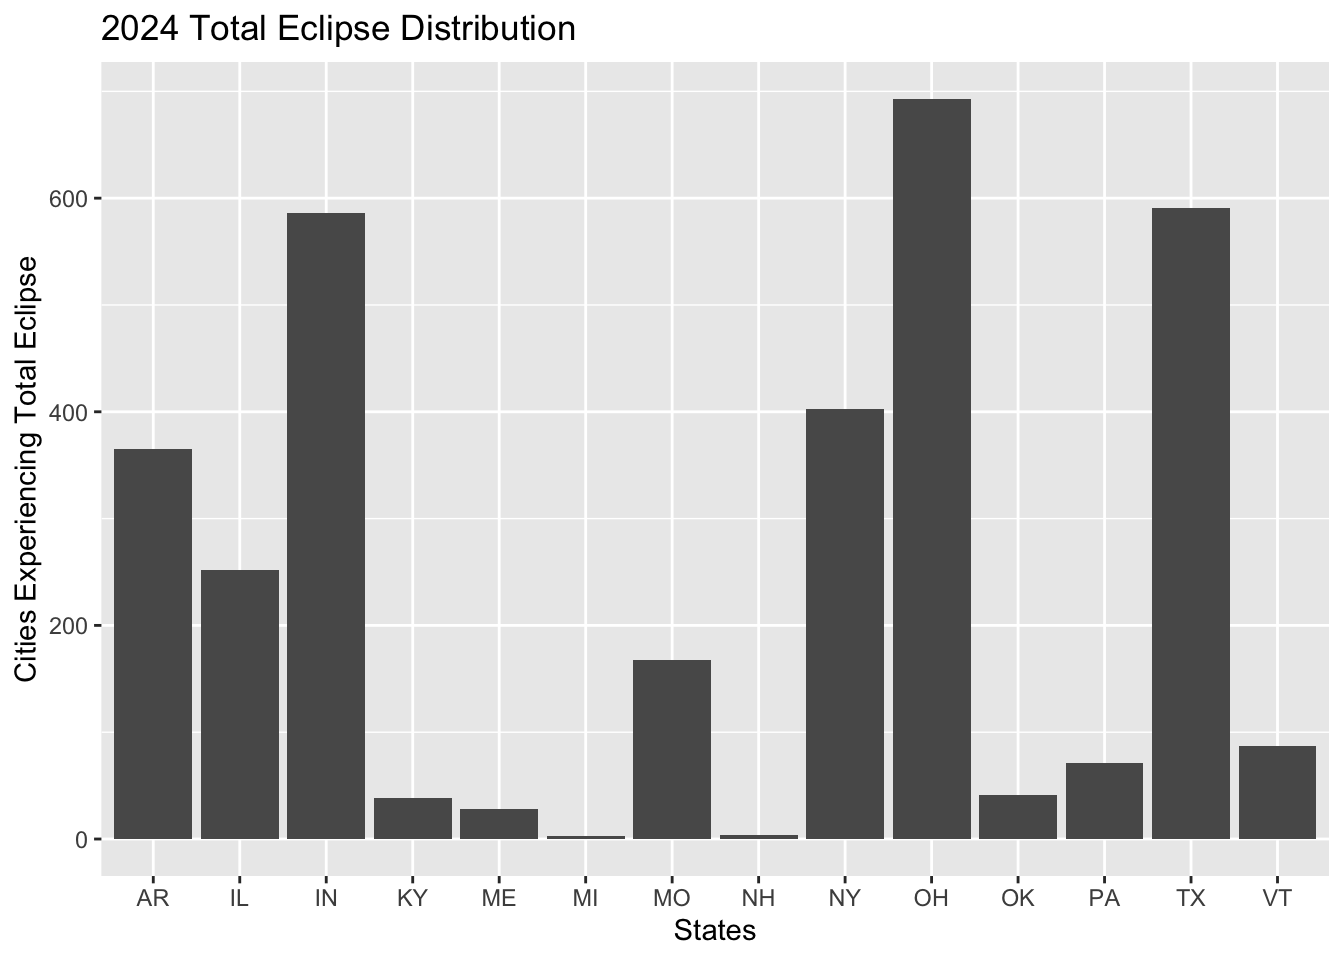 2024 Total Eclipse Distribution
Cities Experiencing Total Eclipse
600
400
200
0
AR IL IN KY ME MI MO NH NY OH OK PA TX VT
States